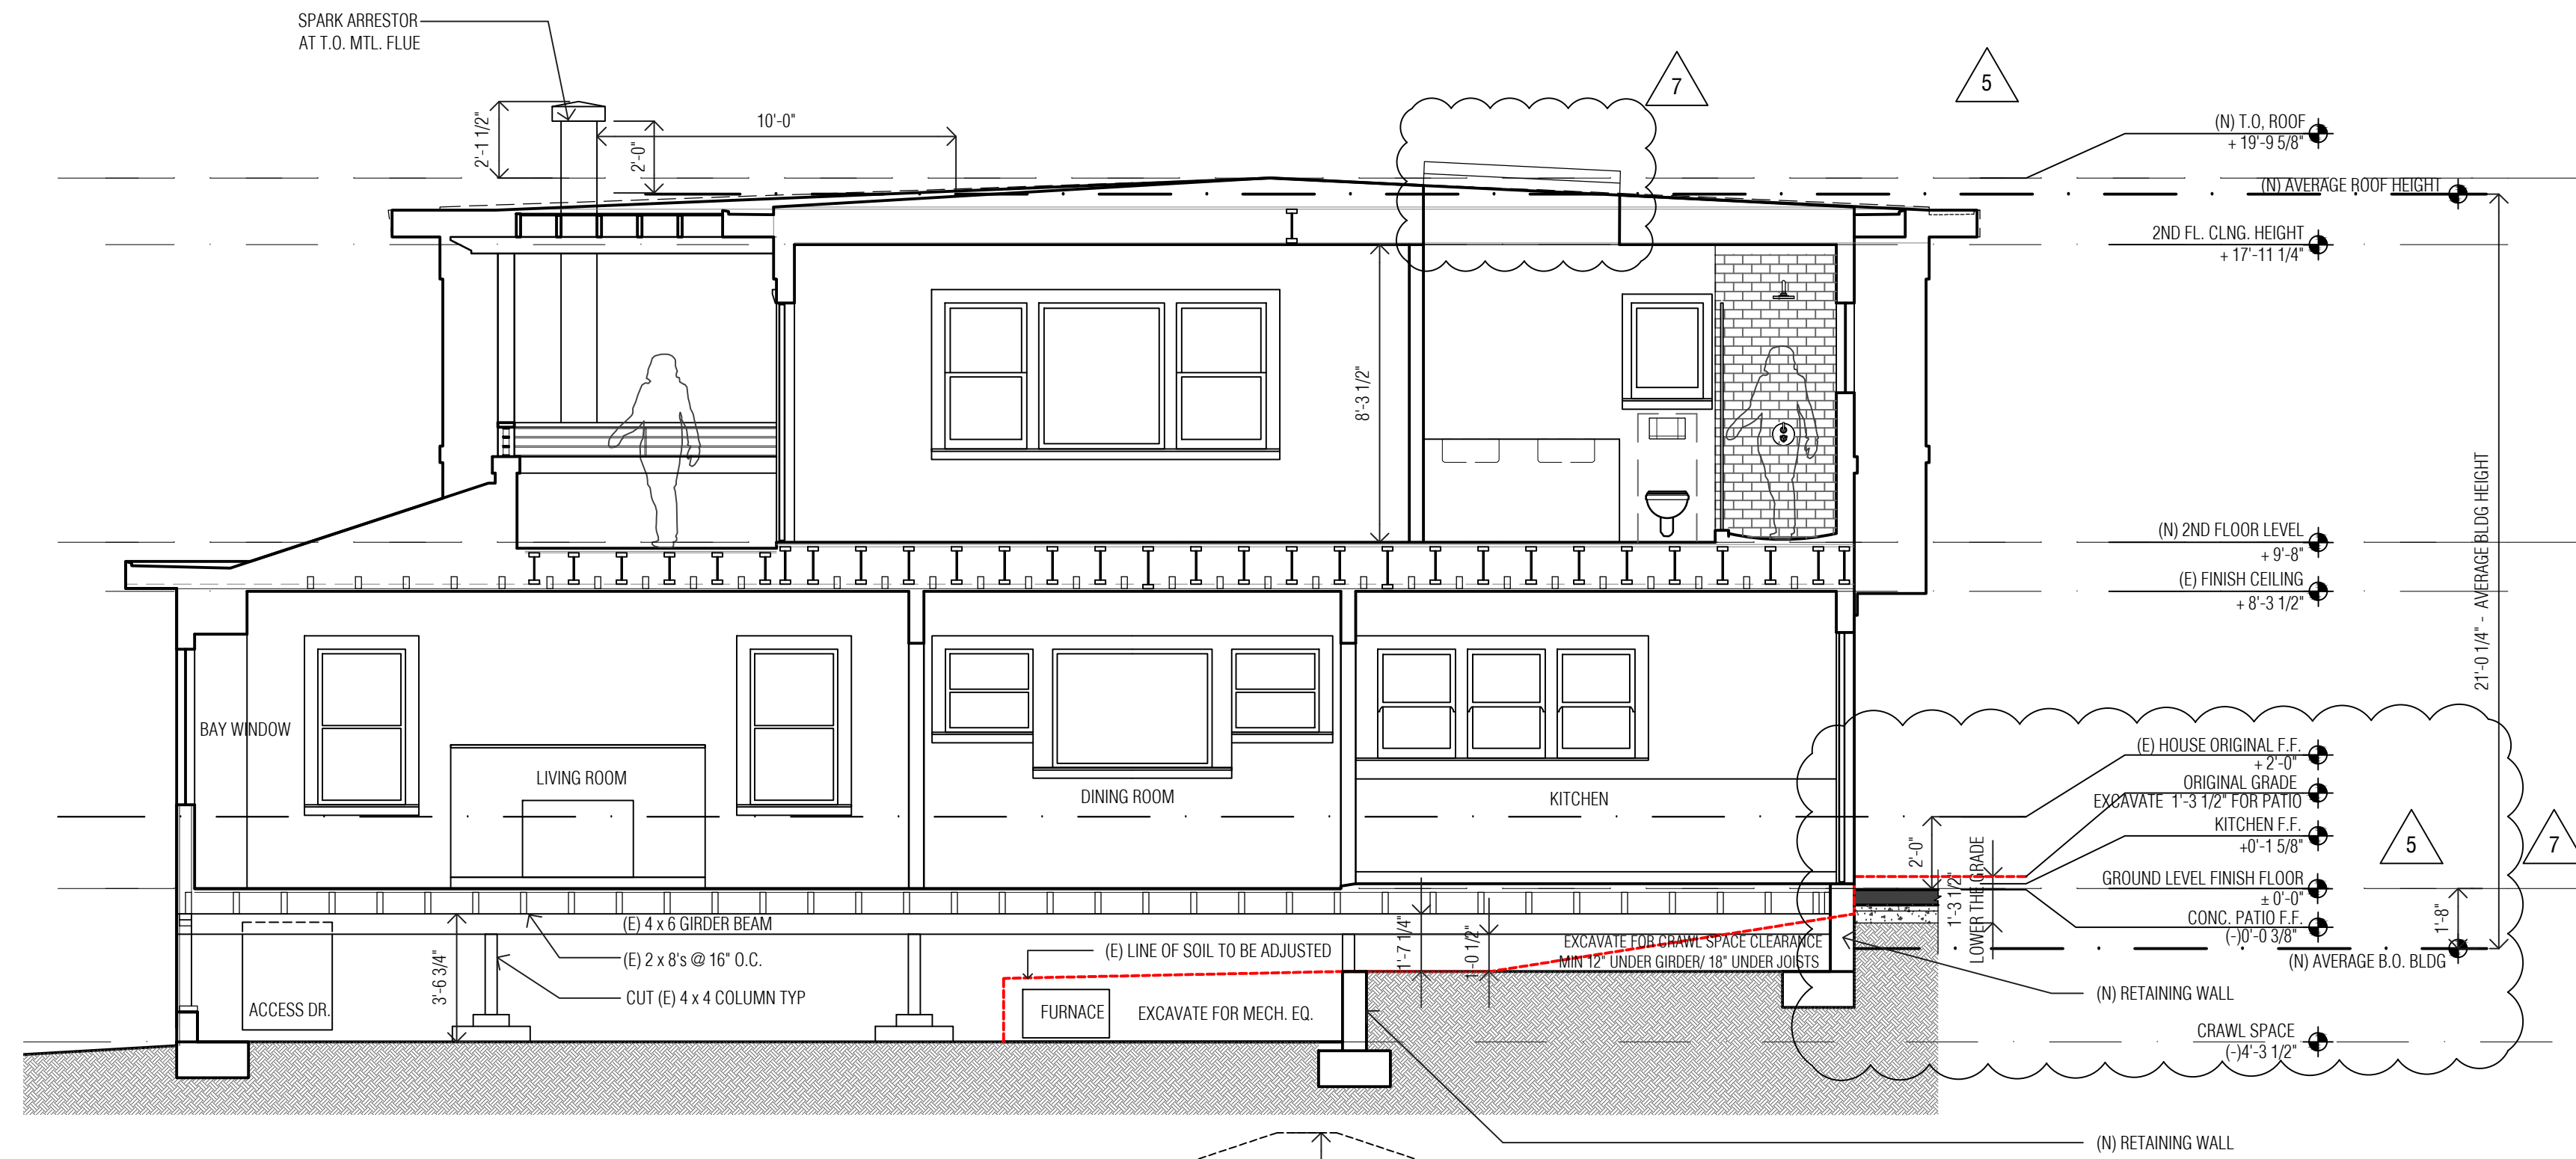 SPARK ARRESTOR
AT T.O. MTL. FLUE
7
5
2'-1 1/2"
2'-0"
10'-0"
(N) T.O, ROOF
+ 19'-9 5/8"
(N) AVERAGE ROOF HEIGHT
2ND FL. CLNG. HEIGHT
+ 17'-11 1/4"
8'-3 1/2"
(N) 2ND FLOOR LEVEL
+ 9'-8"
(E) FINISH CEILING
+ 8'-3 1/2"
21'-0 1/4" - AVERAGE BLDG HEIGHT
BAY WINDOW
LIVING ROOM
DINING ROOM
KITCHEN
(E) HOUSE ORIGINAL F.F.
+ 2'-0"
ORIGINAL GRADE
EXCAVATE 1'-3 1/2" FOR PATIO
KITCHEN F.F.
+0'-1 5/8"
5
7
2'-0"
1'-3 1/2"
LOWER THE GRADE
GROUND LEVEL FINISH FLOOR
± 0'-0"
CONC. PATIO F.F.
(-)0'-0 3/8"
1'-8"
(N) AVERAGE B.O. BLDG
(E) 4 x 6 GIRDER BEAM
(E) 2 x 8's @ 16" O.C.
CUT (E) 4 x 4 COLUMN TYP
3'-6 3/4"
ACCESS DR.
(E) LINE OF SOIL TO BE ADJUSTED
FURNACE
EXCAVATE FOR MECH. EQ.
1'-7 1/4"
1'-0 1/2"
EXCAVATE FOR CRAWL SPACE CLEARANCE
MIN 12" UNDER GIRDER/ 18" UNDER JOISTS
(N) RETAINING WALL
CRAWL SPACE
(-)4'-3 1/2"
(N) RETAINING WALL